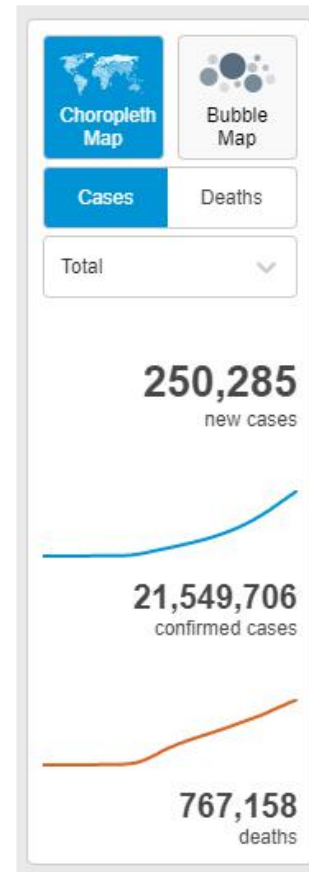 Choropleth
Map
Bubble
Map
Cases
Deaths
Total
250,285
new cases
21,549,706
confirmed cases
767,158
deaths